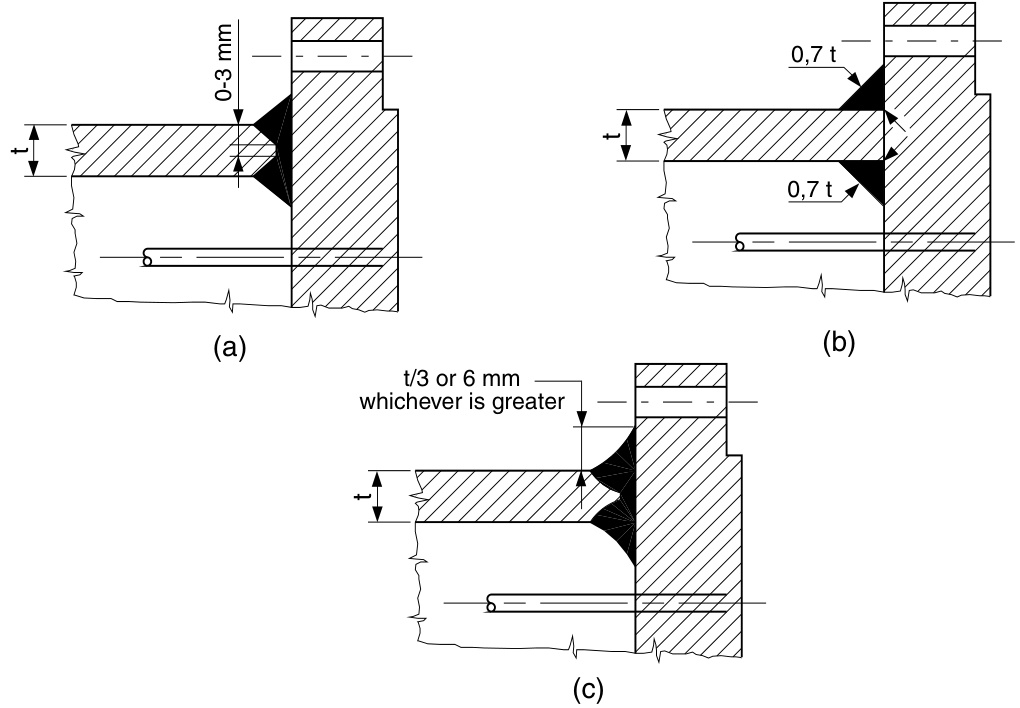 0-3 mm
t
(a)
0,7 t
t
0,7 t
(b)
t/3 or 6 mm
whichever is greater
t
(c)